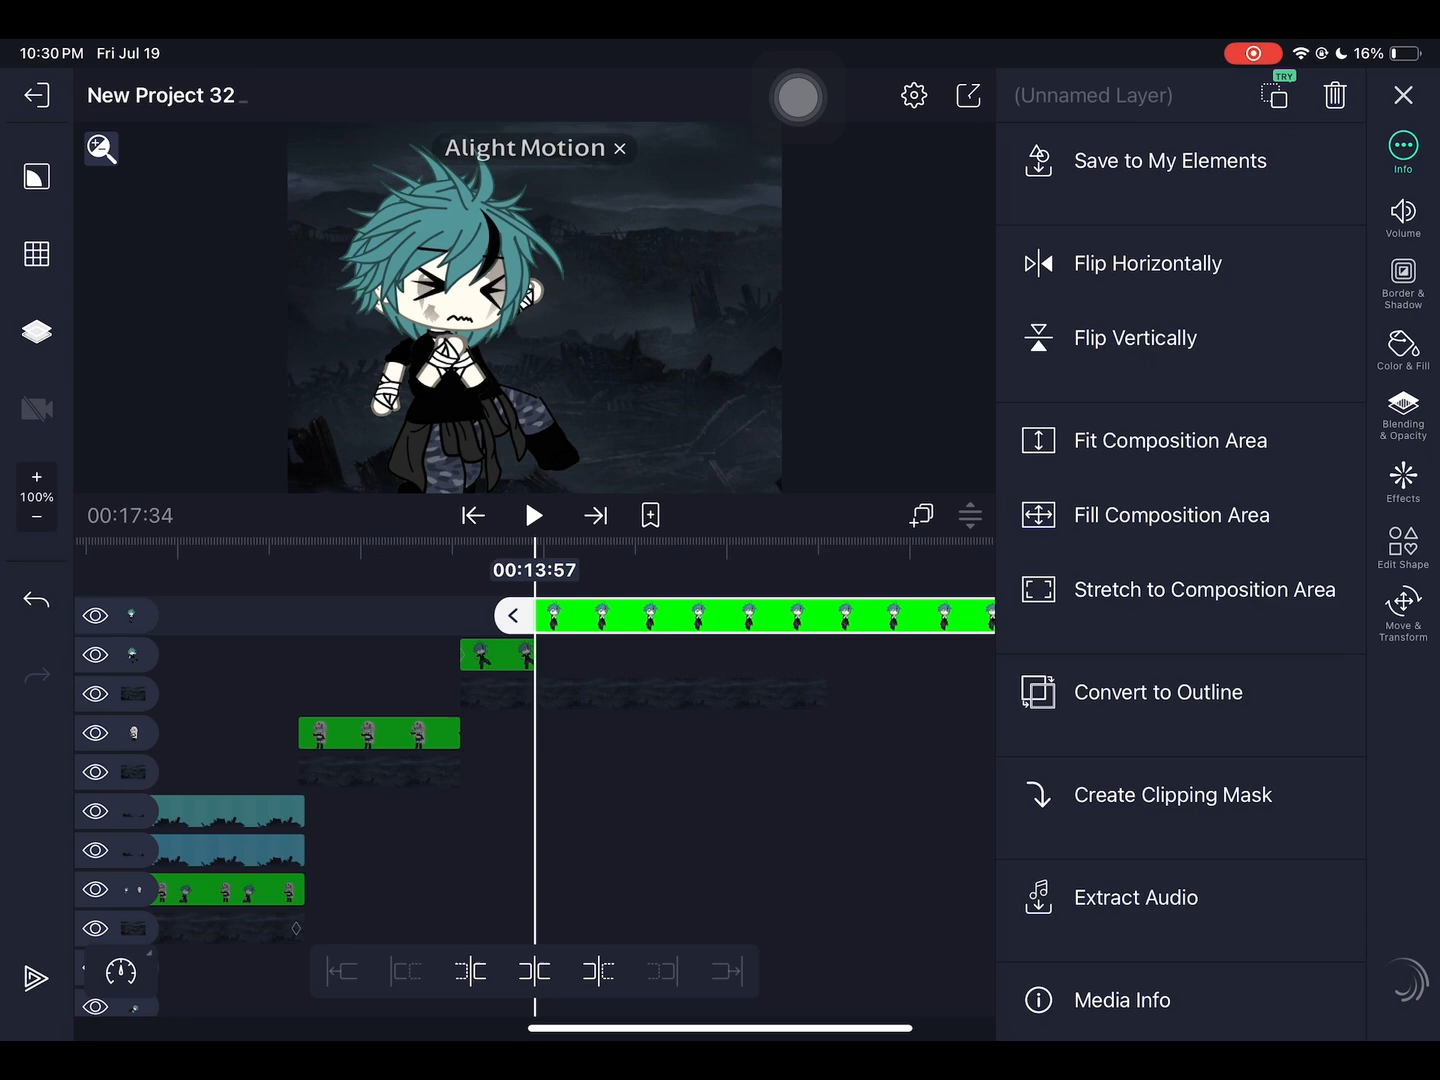 10:30 PM Fri Jul 19
16%
New Project 32
(Unnamed Layer)
TRY
Alight Motion ×
Save to My Elements
Flip Horizontally
Flip Vertically
Fit Composition Area
Fill Composition Area
Stretch to Composition Area
Convert to Outline
Create Clipping Mask
Extract Audio
Media Info
Info
Volume
Border &
Shadow
Color & Fill
Blending
& Opacity
Effects
Edit Shape
Move &
Transform
+
100%
−
00:17:34
00:13:57